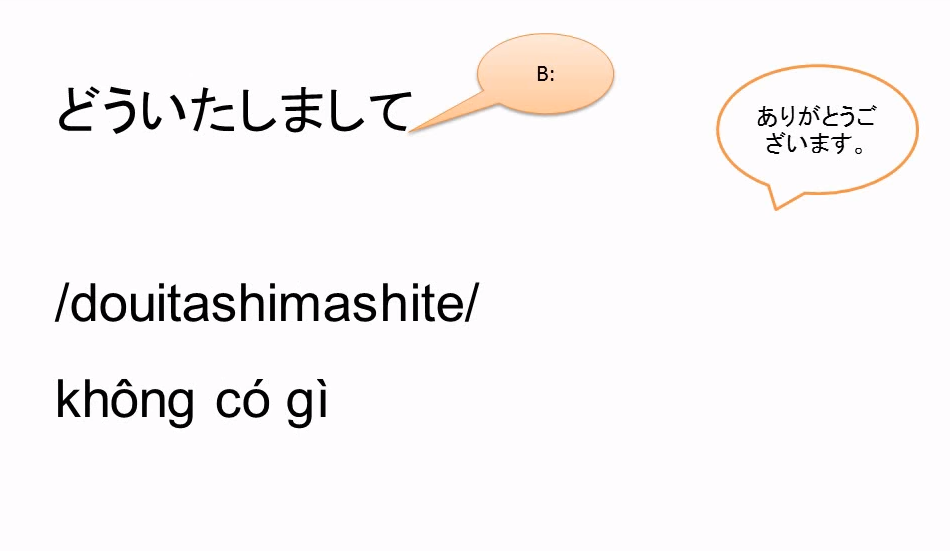 どういたしまして
B:
ありがとうご
ざいます。
/douitashimashite/
không có gì